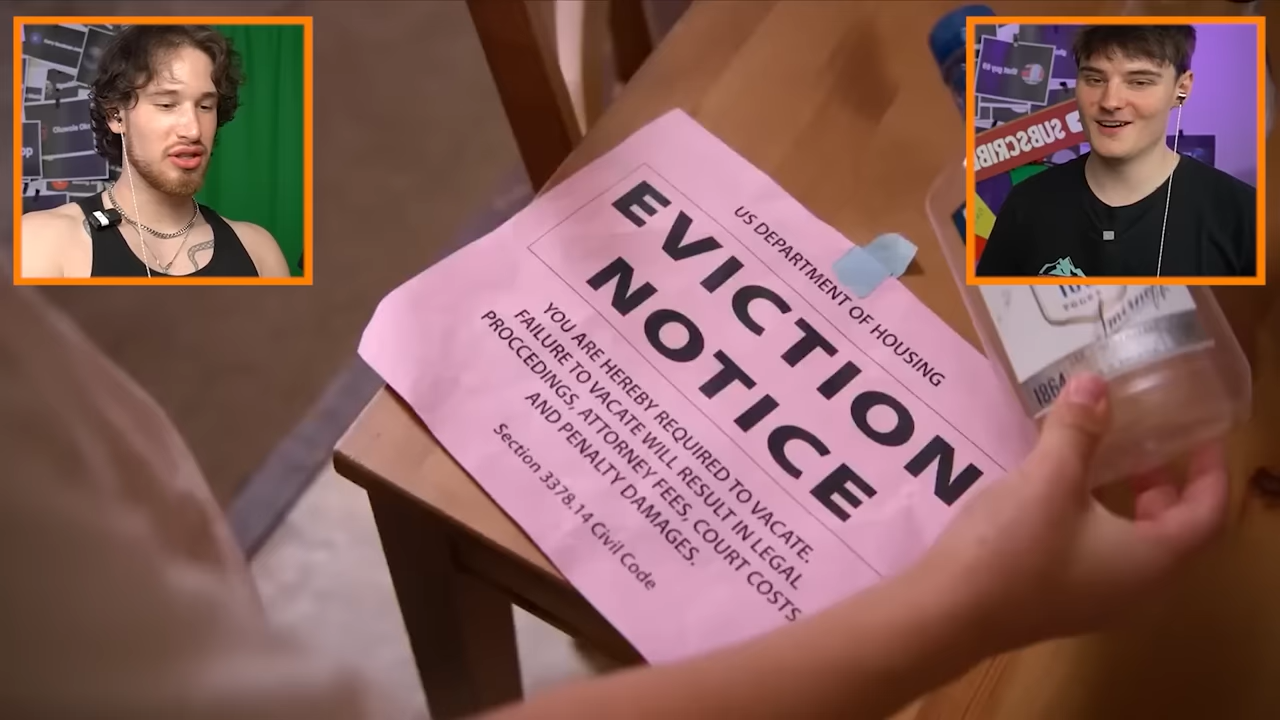 US DEPARTMENT OF HOUSING
EVICTION
NOTICE
YOU ARE HEREBY REQUIRED TO VACATE.
FAILURE TO VACATE WILL RESULT IN LEGAL
PROCCEDINGS, ATTORNEY FEES, COURT COSTS
AND PENALTY DAMAGES.
Section 3378.14 Civil Code
SUBSCRIBE
1864